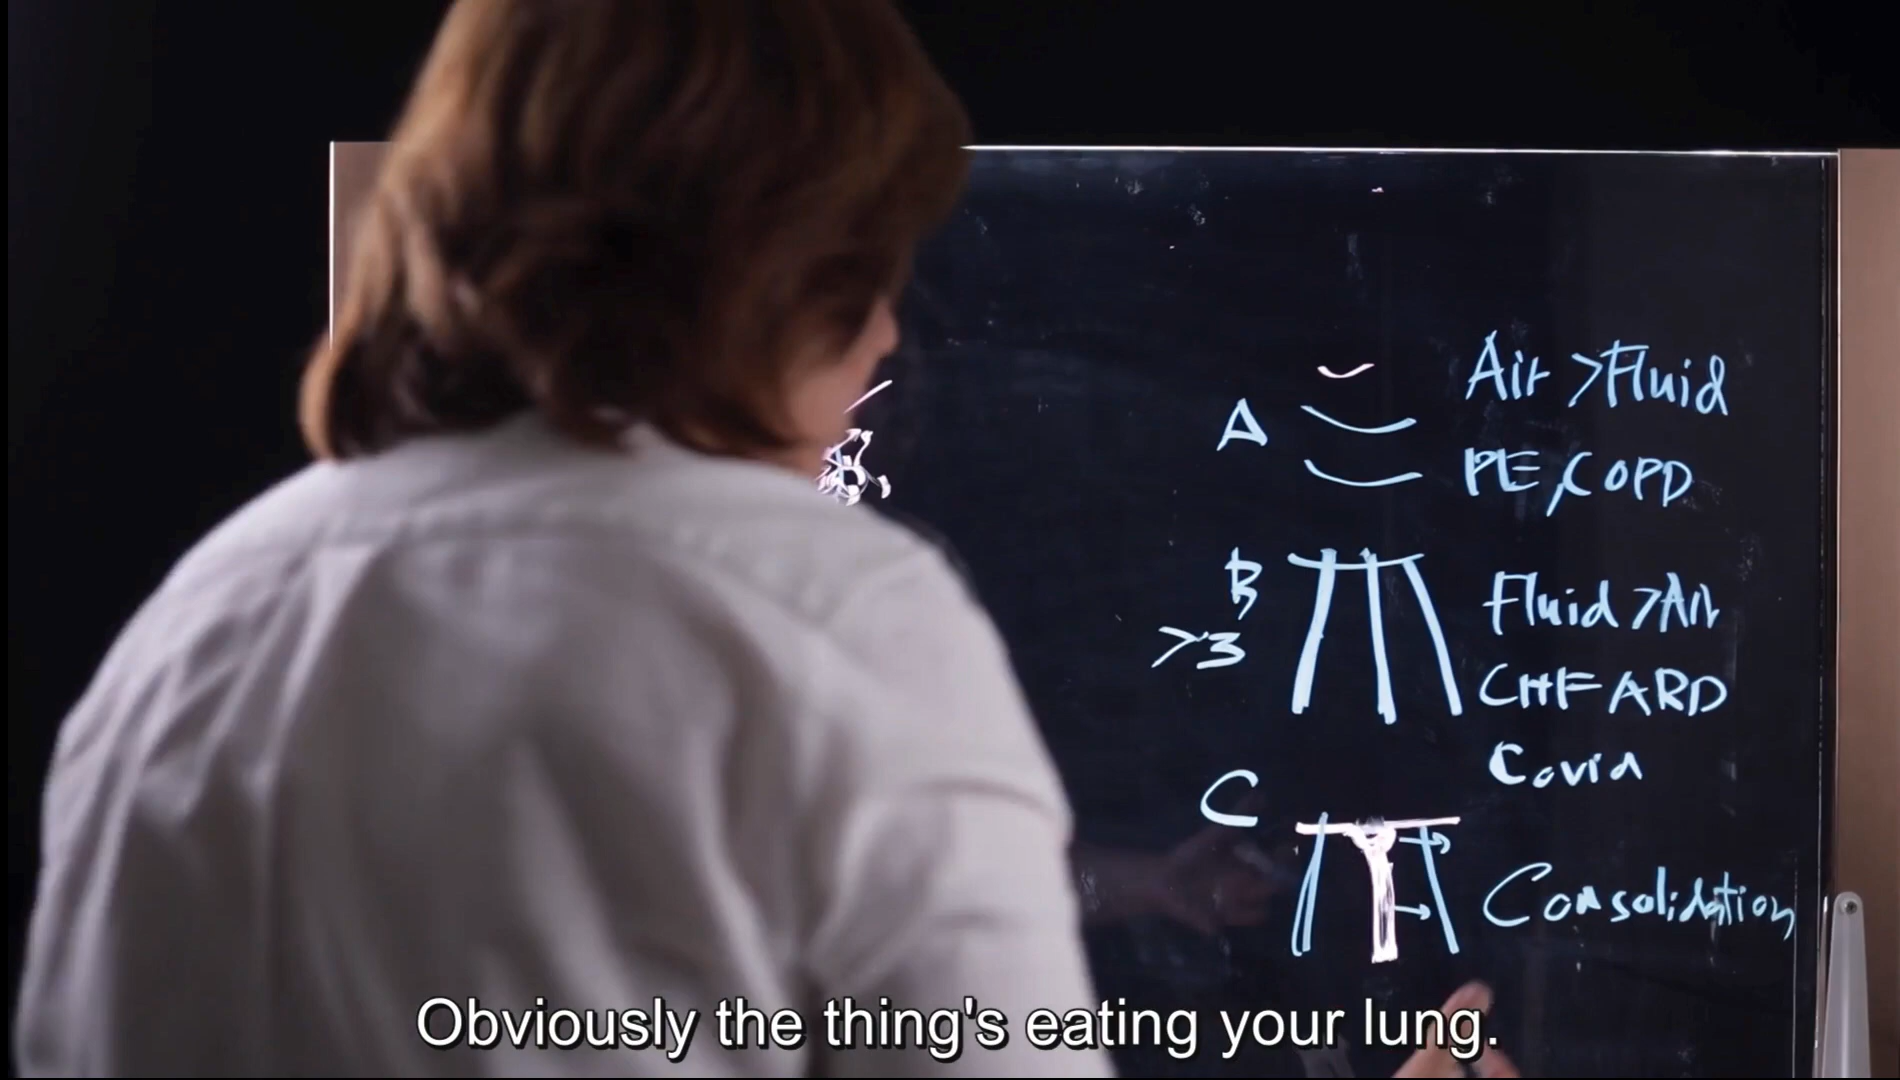 Air >Fluid
A
PE, COPD
B
Fluid >Air
>3
CHF ARD
Covid
C
Consolidation
Obviously the thing's eating your lung.